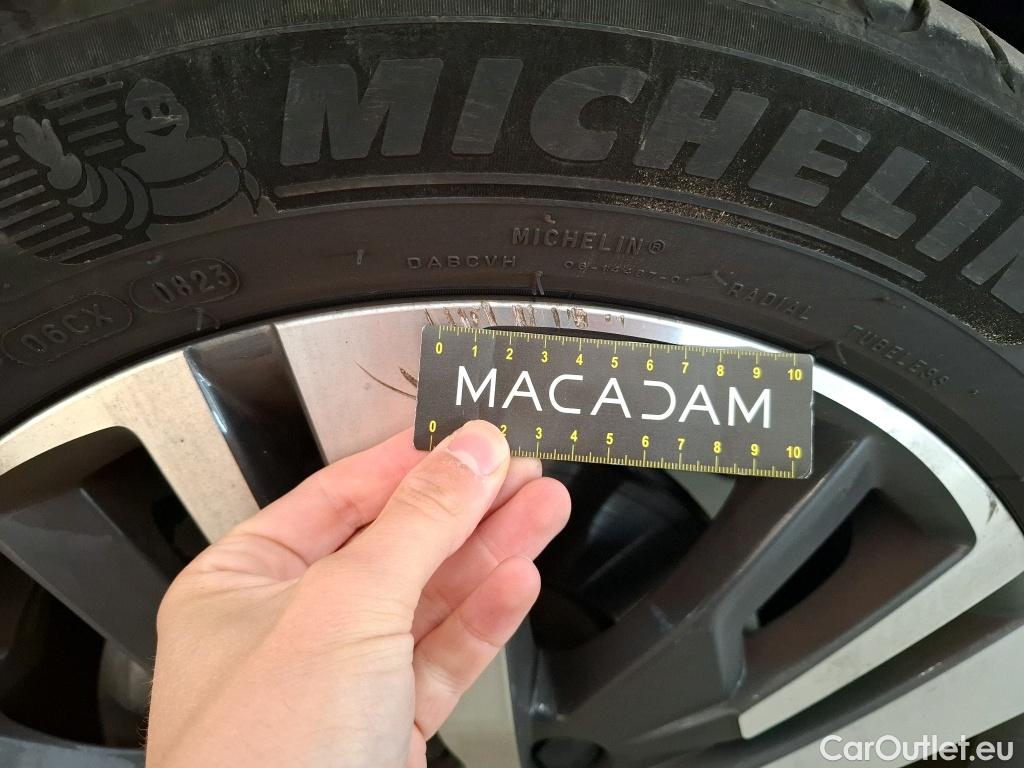 MICHELIN
MICHELIN®
DABCVH
RADIAL
TUBELESS
06CX
1823
0 1 2 3 4 5 6 7 8 9 10
MACADAM
0 2 3 4 5 6 7 8 9 10
CarOutlet.eu